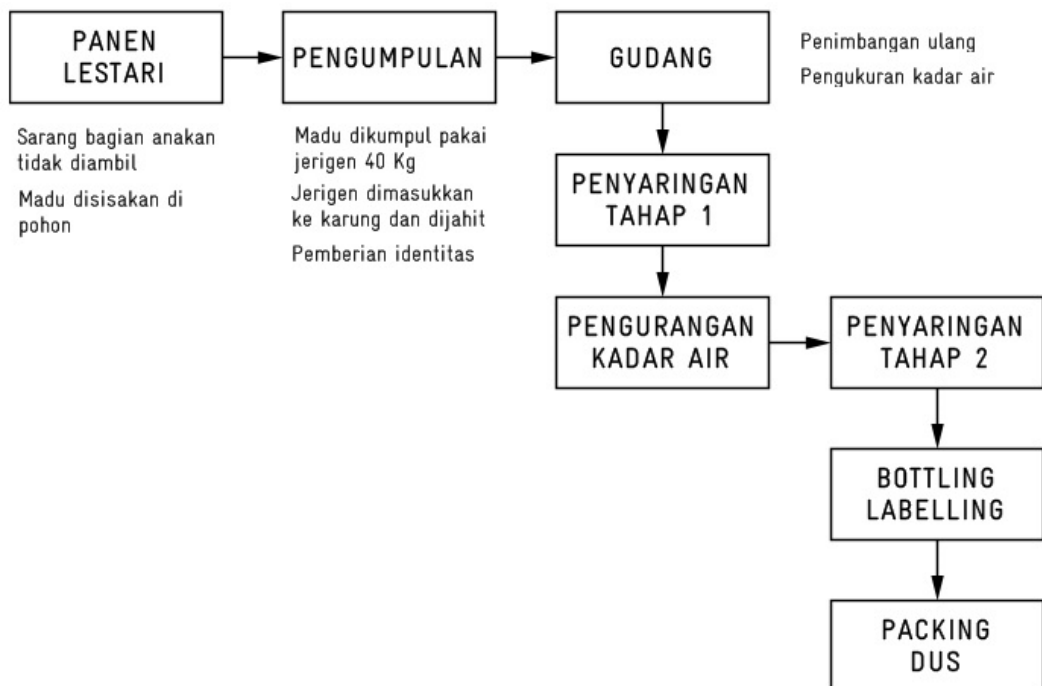 PANEN
LESTARI
Sarang bagian anakan
tidak diambil
Madu disisakan di
pohon
PENGUMPULAN
Madu dikumpul pakai
jerigen 40 Kg
Jerigen dimasukkan
ke karung dan dijahit
Pemberian identitas
GUDANG
Penimbangan ulang
Pengukuran kadar air
PENYARINGAN
TAHAP 1
PENGURANGAN
KADAR AIR
PENYARINGAN
TAHAP 2
BOTTLING
LABELLING
PACKING
DUS